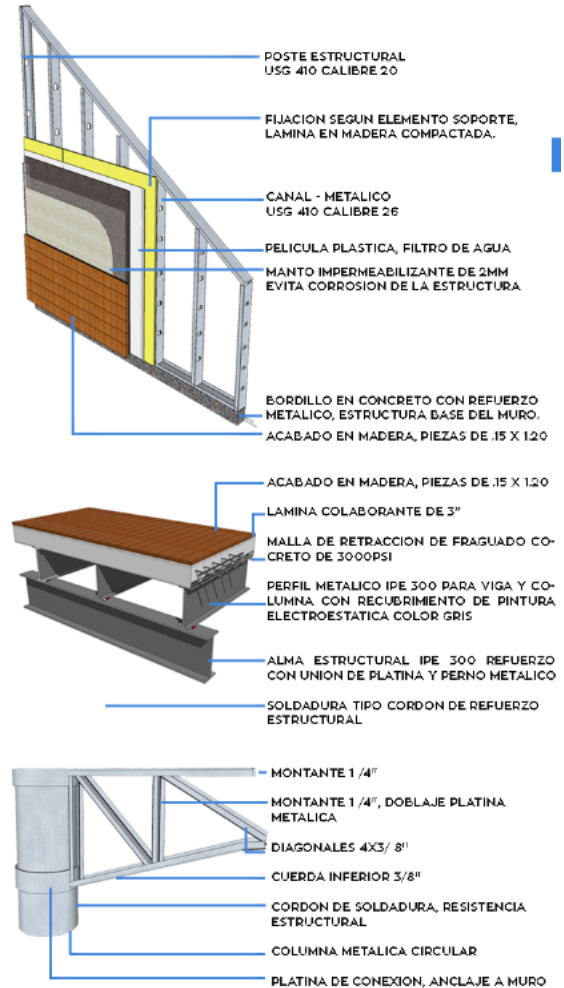 POSTE ESTRUCTURAL
USG 410 CALIBRE 20
FIJACION SEGUN ELEMENTO SOPORTE,
LAMINA EN MADERA COMPACTADA.
CANAL - METALICO
USG 410 CALIBRE 26
PELICULA PLASTICA, FILTRO DE AGUA
MANTO IMPERMEABILIZANTE DE 2MM
EVITA CORROSION DE LA ESTRUCTURA
BORDILLO EN CONCRETO CON REFUERZO
METALICO, ESTRUCTURA BASE DEL MURO.
ACABADO EN MADERA, PIEZAS DE .15 X 1.20
ACABADO EN MADERA, PIEZAS DE .15 X 1.20
LAMINA COLABORANTE DE 3"
MALLA DE RETRACCION DE FRAGUADO CO-
CRETO DE 3000PSI
PERFIL METALICO IPE 300 PARA VIGA Y CO-
LUMNA CON RECUBRIMIENTO DE PINTURA
ELECTROESTATICA COLOR GRIS
ALMA ESTRUCTURAL IPE 300 REFUERZO
CON UNION DE PLATINA Y PERNO METALICO
SOLDADURA TIPO CORDON DE REFUERZO
ESTRUCTURAL
MONTANTE 1 /4"
MONTANTE 1 /4", DOBLAJE PLATINA
METALICA
DIAGONALES 4X3/ 8"
CUERDA INFERIOR 3/8"
CORDON DE SOLDADURA, RESISTENCIA
ESTRUCTURAL
COLUMNA METALICA CIRCULAR
PLATINA DE CONEXION, ANCLAJE A MURO